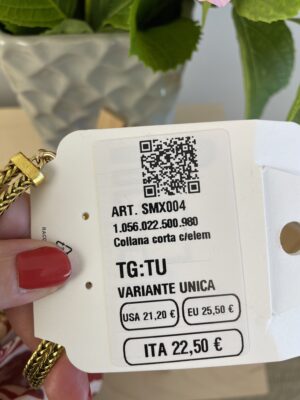 ART. SMX004
1.056.022.500.980
Collana corta c/elem
TG:TU
VARIANTE UNICA
USA 21,20 € EU 25,50 €
ITA 22,50 €